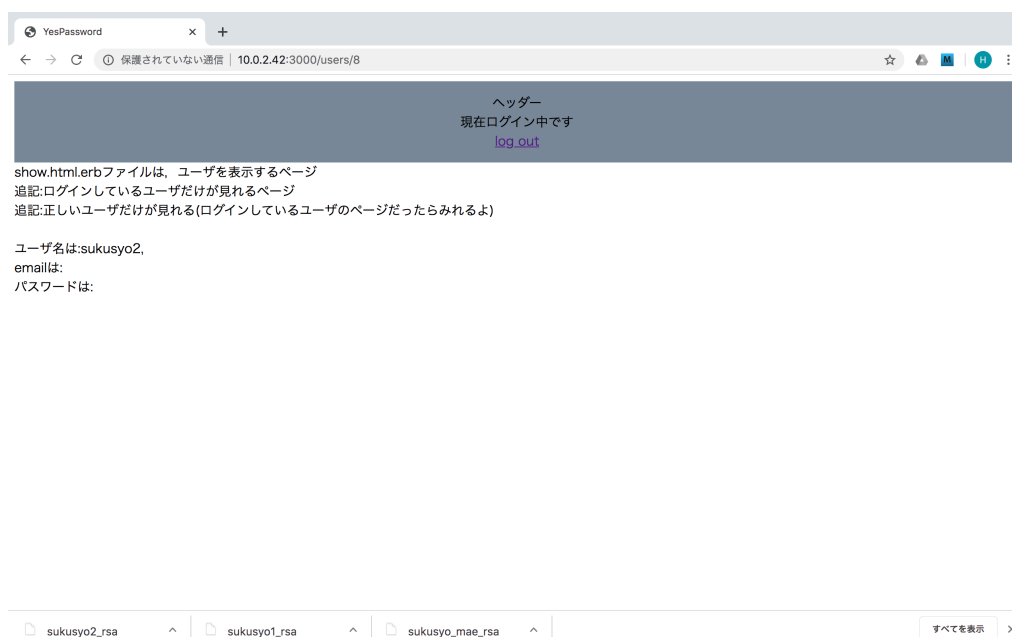 YesPassword
保護されていない通信 10.0.2.42:3000/users/8
M H
ヘッダー
現在ログイン中です
log out
show.html.erbファイルは，ユーザを表示するページ
追記:ログインしているユーザだけが見れるページ
追記:正しいユーザだけが見れる(ログインしているユーザのページだったらみれるよ)
ユーザ名は:sukusyo2,
emailは:
パスワードは:
sukusyo2_rsa sukusyo1_rsa sukusyo_mae_rsa すべてを表示